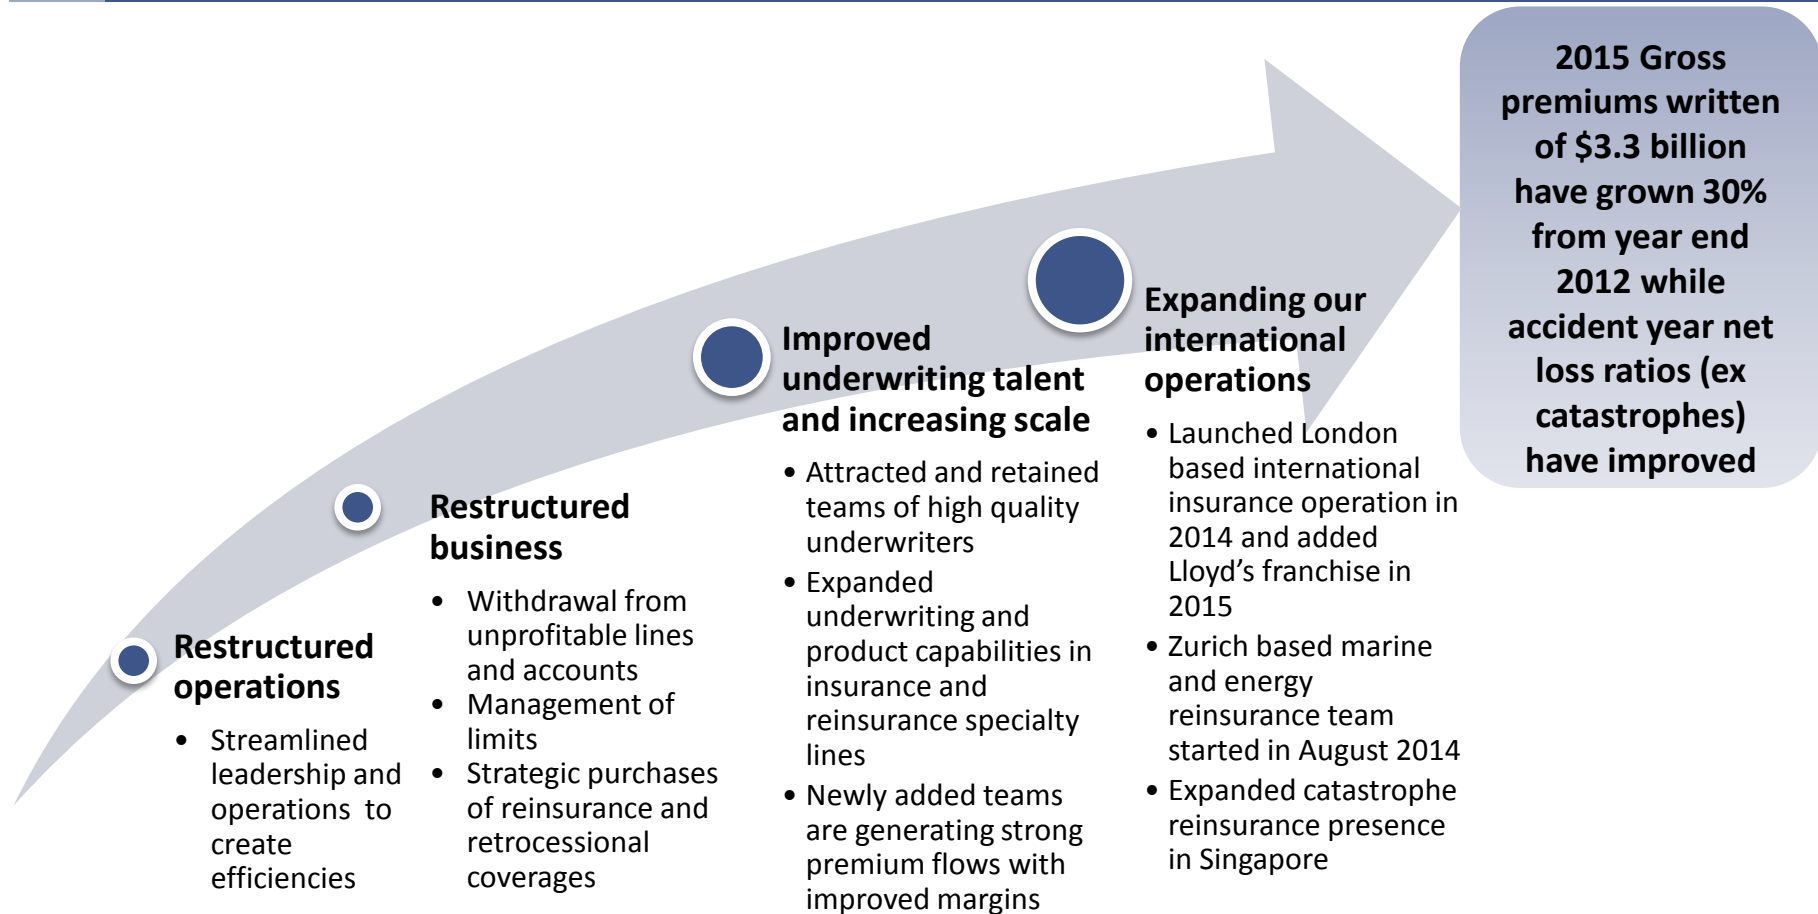 Restructured
operations
• Streamlined
leadership and
operations to
create
efficiencies
Restructured
business
• Withdrawal from
unprofitable lines
and accounts
• Management of
limits
• Strategic purchases
of reinsurance and
retrocessional
coverages
Improved
underwriting talent
and increasing scale
• Attracted and retained
teams of high quality
underwriters
• Expanded
underwriting and
product capabilities in
insurance and
reinsurance specialty
lines
• Newly added teams
are generating strong
premium flows with
improved margins
Expanding our
international
operations
• Launched London
based international
insurance operation in
2014 and added
Lloyd’s franchise in
2015
• Zurich based marine
and energy
reinsurance team
started in August 2014
• Expanded catastrophe
reinsurance presence
in Singapore
2015 Gross
premiums written
of $3.3 billion
have grown 30%
from year end
2012 while
accident year net
loss ratios (ex
catastrophes)
have improved